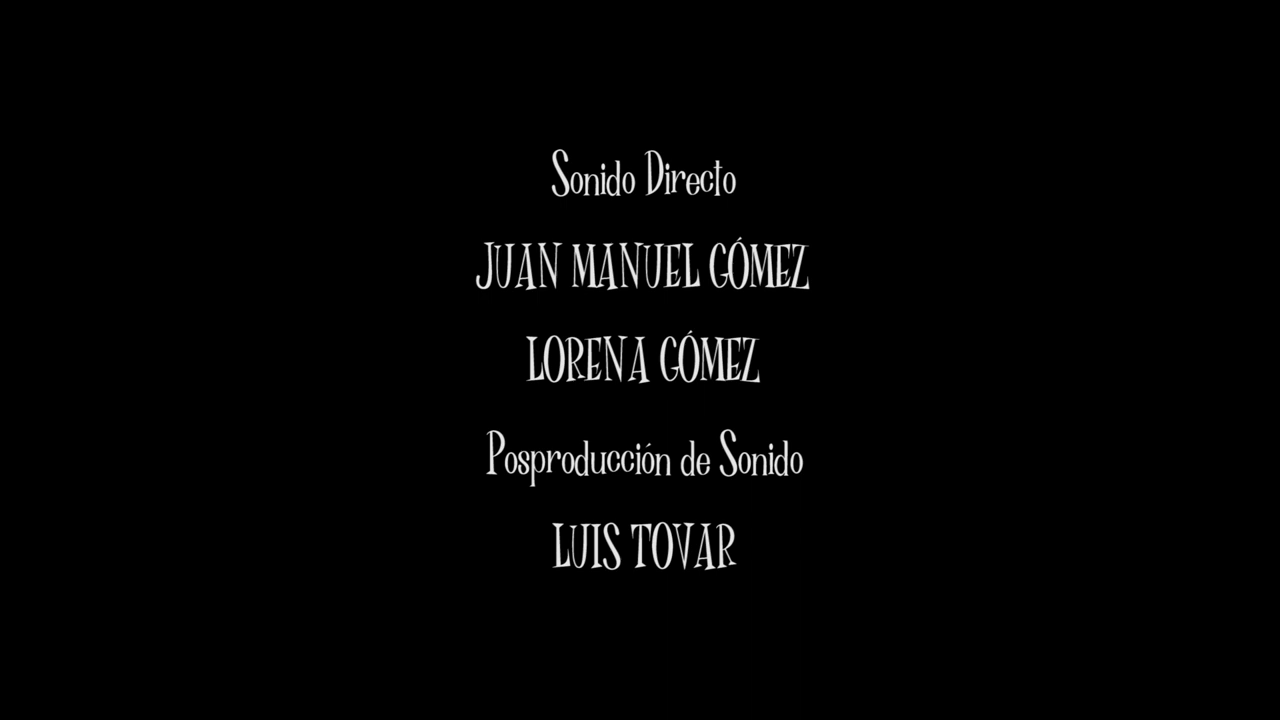 Sonido Directo
JUAN MANUEL GÓMEZ
LORENA GÓMEZ
Posproducción de Sonido
LUIS TOVAR